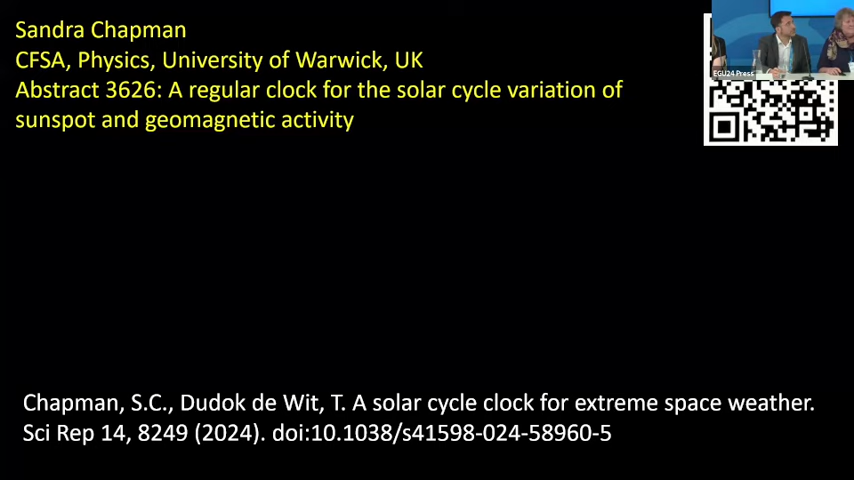 Sandra Chapman
CFSA, Physics, University of Warwick, UK
Abstract 3626: A regular clock for the solar cycle variation of
sunspot and geomagnetic activity
EGU24 Press
Chapman, S.C., Dudok de Wit, T. A solar cycle clock for extreme space weather.
Sci Rep 14, 8249 (2024). doi:10.1038/s41598-024-58960-5